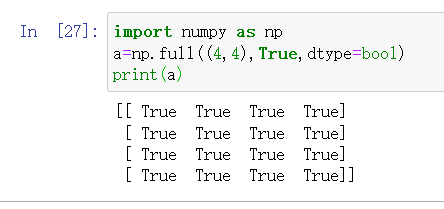 In [27]: import numpy as np
a=np.full((4,4),True,dtype=bool)
print(a)
[[ True  True  True  True]
 [ True  True  True  True]
 [ True  True  True  True]
 [ True  True  True  True]]